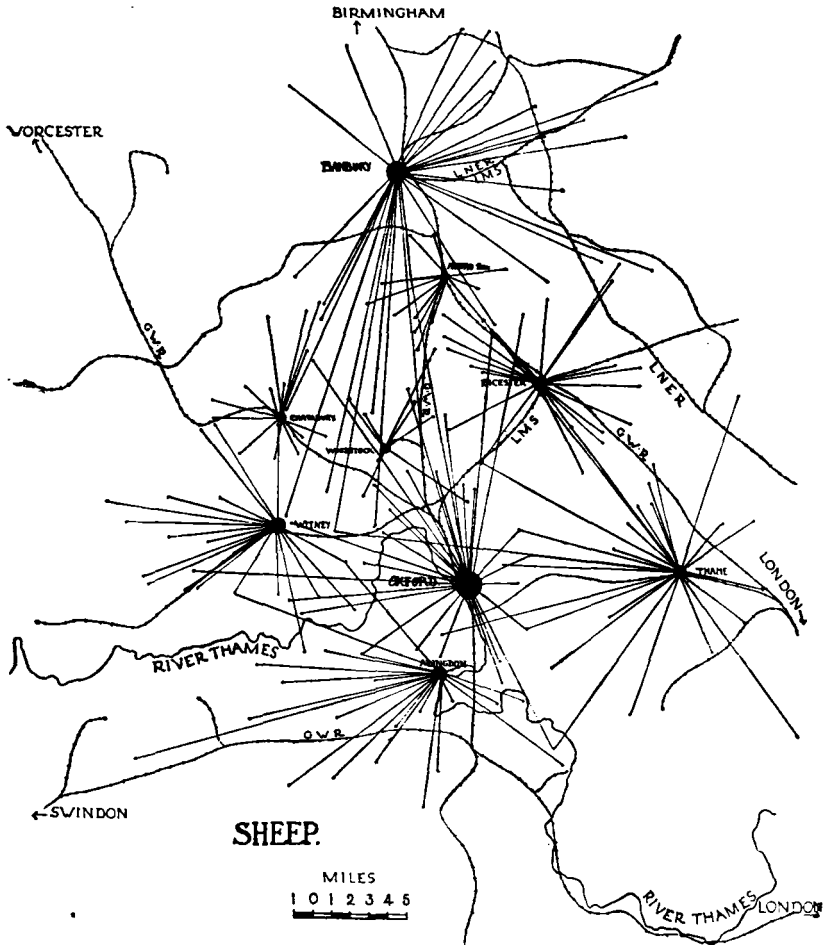 BIRMINGHAM
↑
WORCESTER
BANBURY
LNER
LMS
G.W.R.
BICESTER
LNER
CHARLBURY
G.W.R.
WOODSTOCK
LMS
G.W.R.
WITNEY
OXFORD
THAME
LONDON
RIVER THAMES
ABINGDON
G.W.R.
←SWINDON
SHEEP.
MILES
1 0 1 2 3 4 5
RIVER THAMES
LONDON